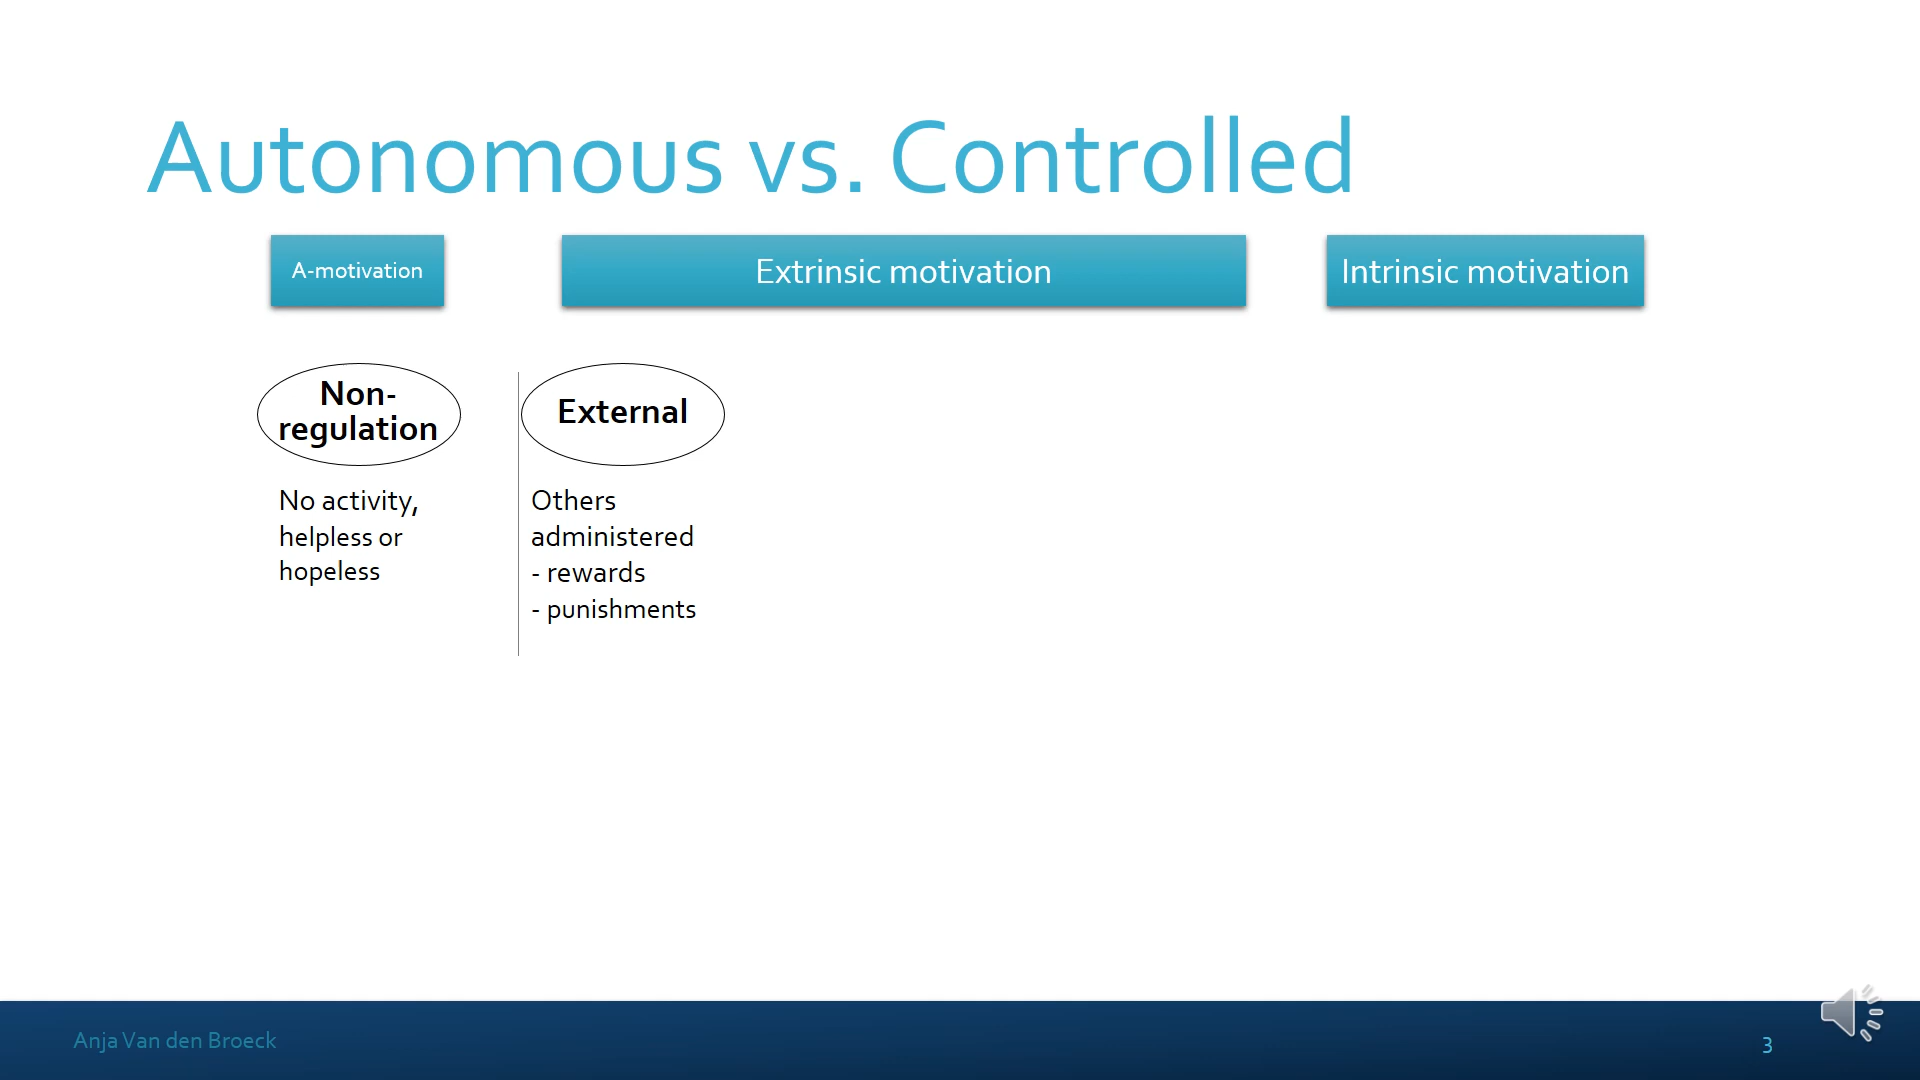 Autonomous vs. Controlled
A-motivation
Extrinsic motivation
Intrinsic motivation
Non-
regulation
No activity,
helpless or
hopeless
External
Others
administered
- rewards
- punishments
Anja Van den Broeck
3